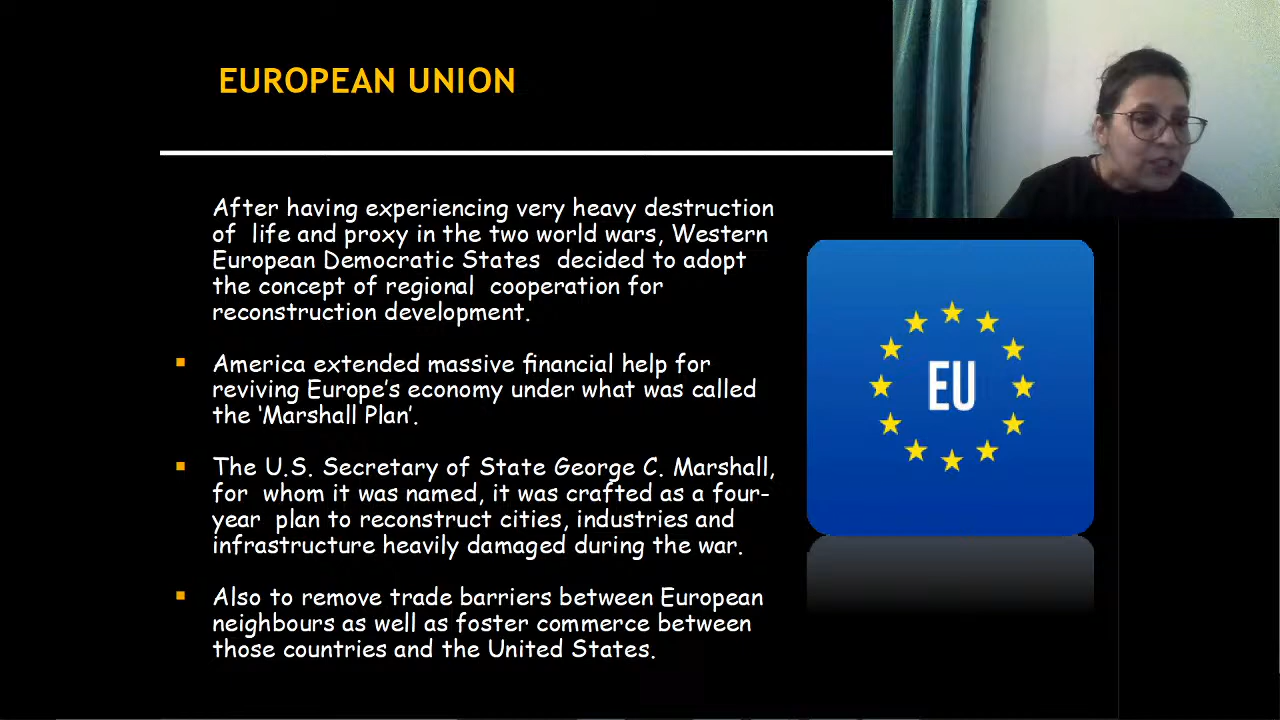 EUROPEAN UNION
After having experiencing very heavy destruction
of life and proxy in the two world wars, Western
European Democratic States decided to adopt
the concept of regional cooperation for
reconstruction development.
America extended massive financial help for
reviving Europe's economy under what was called
the ‘Marshall Plan’.
The U.S. Secretary of State George C. Marshall,
for whom it was named, it was crafted as a four-
year plan to reconstruct cities, industries and
infrastructure heavily damaged during the war.
Also to remove trade barriers between European
neighbours as well as foster commerce between
those countries and the United States.
EU